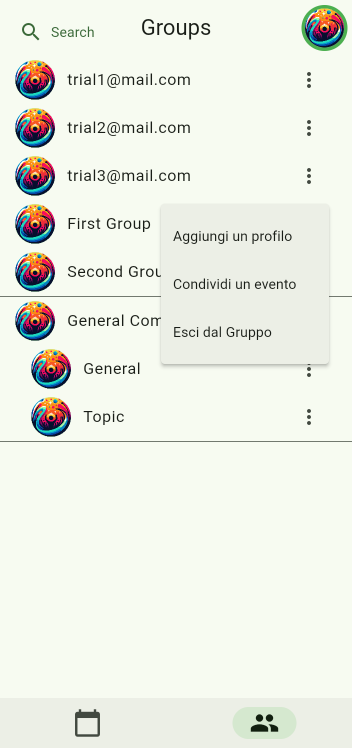 Search
Groups
trial1@mail.com
trial2@mail.com
trial3@mail.com
First Group
Second Grou
General Com
General
Topic
Aggiungi un profilo
Condividi un evento
Esci dal Gruppo